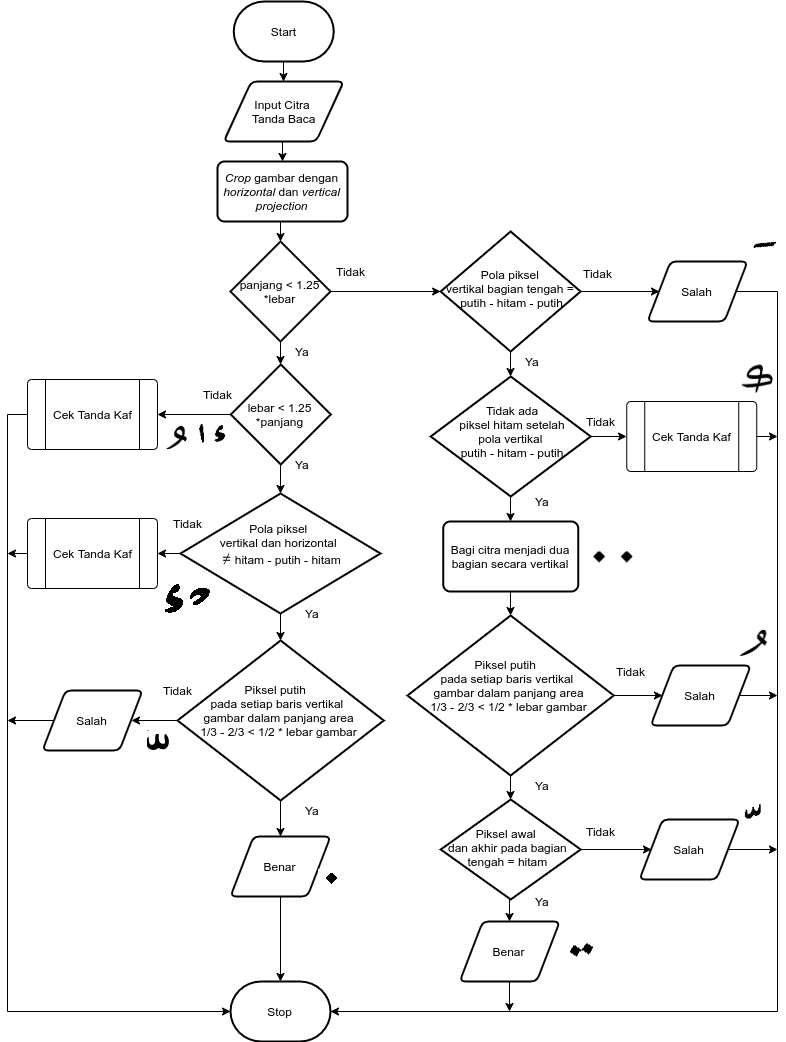 Start
Input Citra
Tanda Baca
Crop gambar dengan
horizontal dan vertical
projection
panjang < 1.25
*lebar
Tidak
Pola piksel
vertikal bagian tengah =
putih - hitam - putih
Tidak
Salah
Ya
Ya
lebar < 1.25
*panjang
Tidak
Cek Tanda Kaf
Tidak ada
piksel hitam setelah
pola vertikal
putih - hitam - putih
Tidak
Cek Tanda Kaf
Ya
Ya
Pola piksel
vertikal dan horizontal
≠ hitam - putih - hitam
Tidak
Cek Tanda Kaf
Bagi citra menjadi dua
bagian secara vertikal
Ya
Piksel putih
pada setiap baris vertikal
gambar dalam panjang area
1/3 - 2/3 < 1/2 * lebar gambar
Tidak
Salah
Piksel putih
pada setiap baris vertikal
gambar dalam panjang area
1/3 - 2/3 < 1/2 * lebar gambar
Tidak
Salah
Ya
Ya
Benar
Piksel awal
dan akhir pada bagian
tengah = hitam
Tidak
Salah
Ya
Benar
Stop